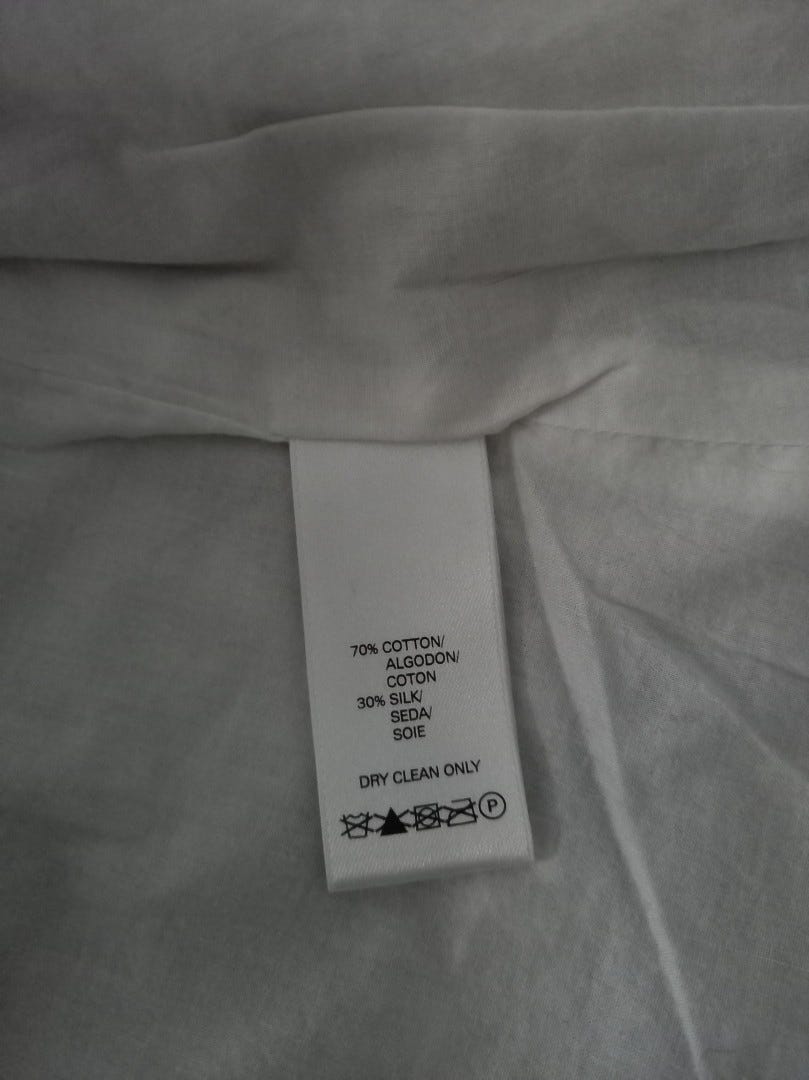 70% COTTON/
ALGODON/
COTON
30% SILK/
SEDA/
SOIE
DRY CLEAN ONLY
P